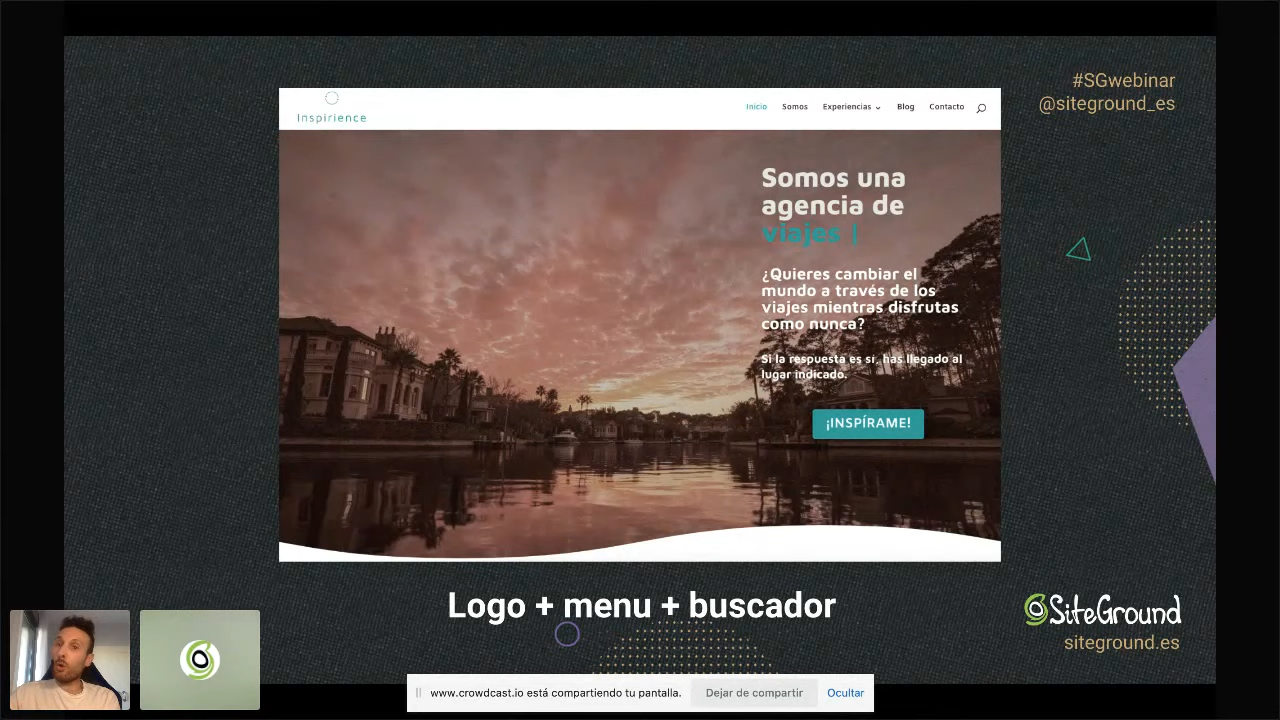 #SGwebinar
@siteground_es
Inspirience
Inicio Somos Experiencias Blog Contacto
Somos una
agencia de
viajes |
¿Quieres cambiar el
mundo a través de los
viajes mientras disfrutas
como nunca?
Si la respuesta es sí, has llegado al
lugar indicado.
¡INSPÍRAME!
Logo + menu + buscador
SiteGround
siteground.es
www.crowdcast.io está compartiendo tu pantalla. Dejar de compartir Ocultar